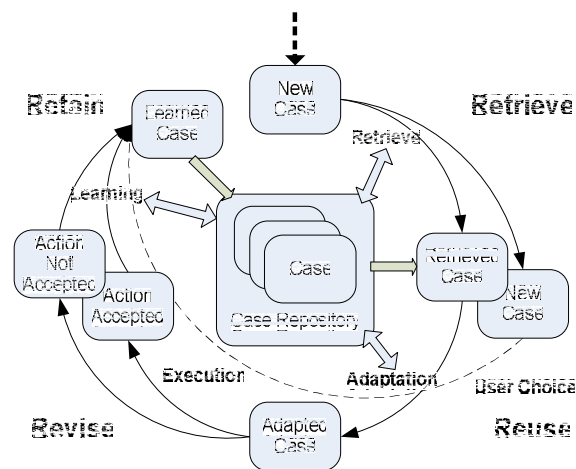 New
Case
Retain
Learned
Case
Retrieve
Retrieve
Learning
Action
Not
Accepted
Action
Accepted
Case
Case Repository
Retrieved
Case
New
Case
Execution
Adaptation
User Choice
Revise
Adapted
Case
Reuse